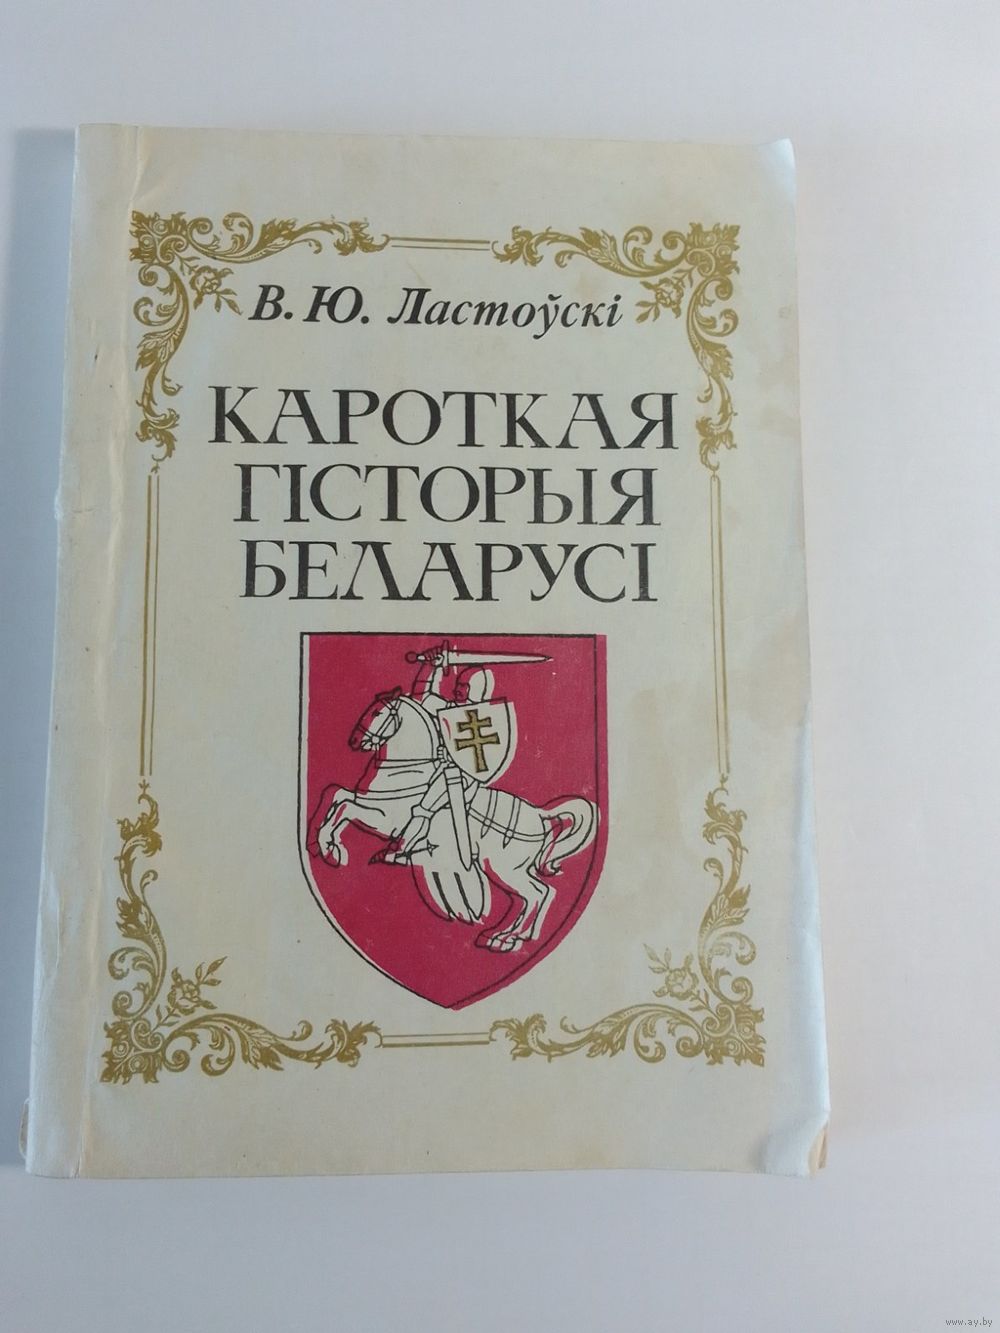 В. Ю. Ластоўскі
КАРОТКАЯ
ГІСТОРЫЯ
БЕЛАРУСІ
www.ay.by